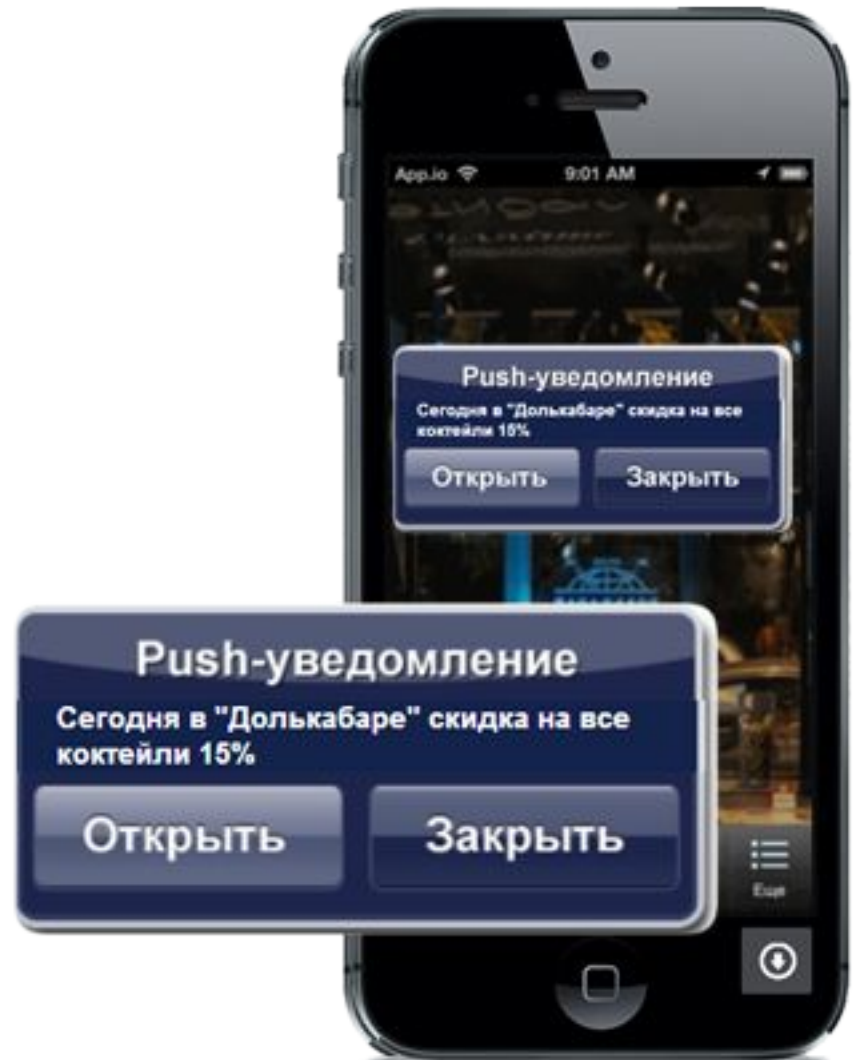 App.io 9:01 AM
Push-уведомление
Сегодня в "Долькабаре" скидка на все
коктейли 15%
Открыть Закрыть
Push-уведомление
Сегодня в "Долькабаре" скидка на все
коктейли 15%
Открыть Закрыть
Еще